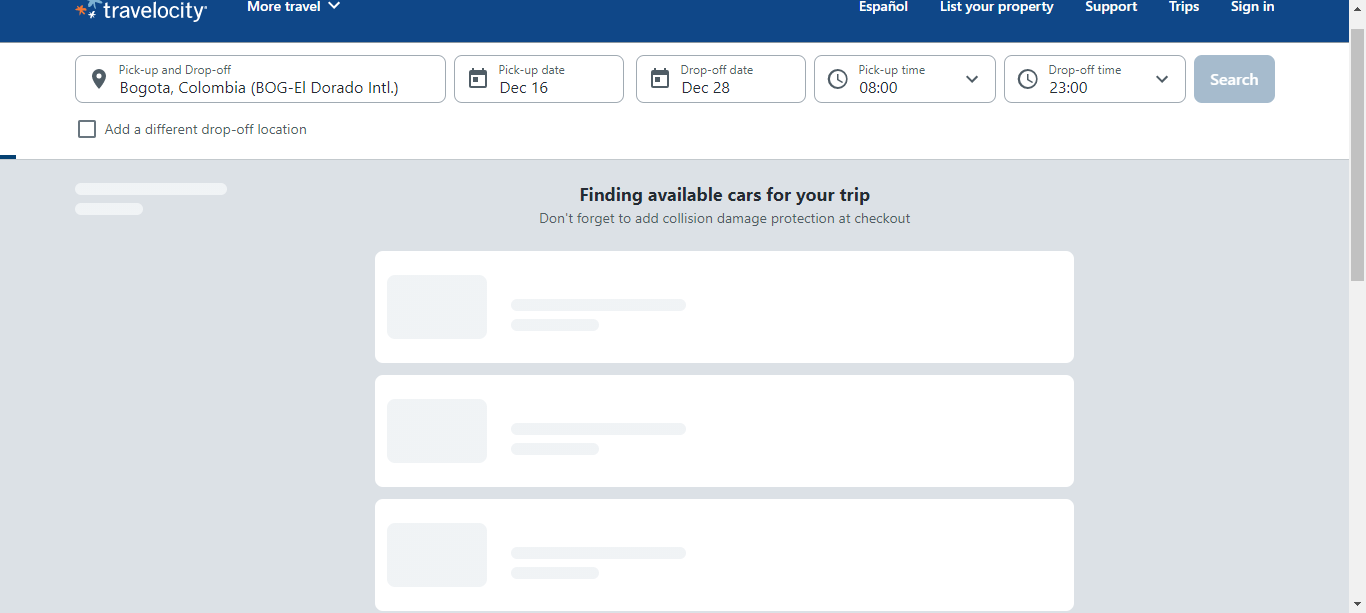 travelocity
More travel
Español
List your property
Support
Trips
Sign in
Pick-up and Drop-off
Bogota, Colombia (BOG-El Dorado Intl.)
Pick-up date
Dec 16
Drop-off date
Dec 28
Pick-up time
08:00
Drop-off time
23:00
Search
Add a different drop-off location
Finding available cars for your trip
Don't forget to add collision damage protection at checkout